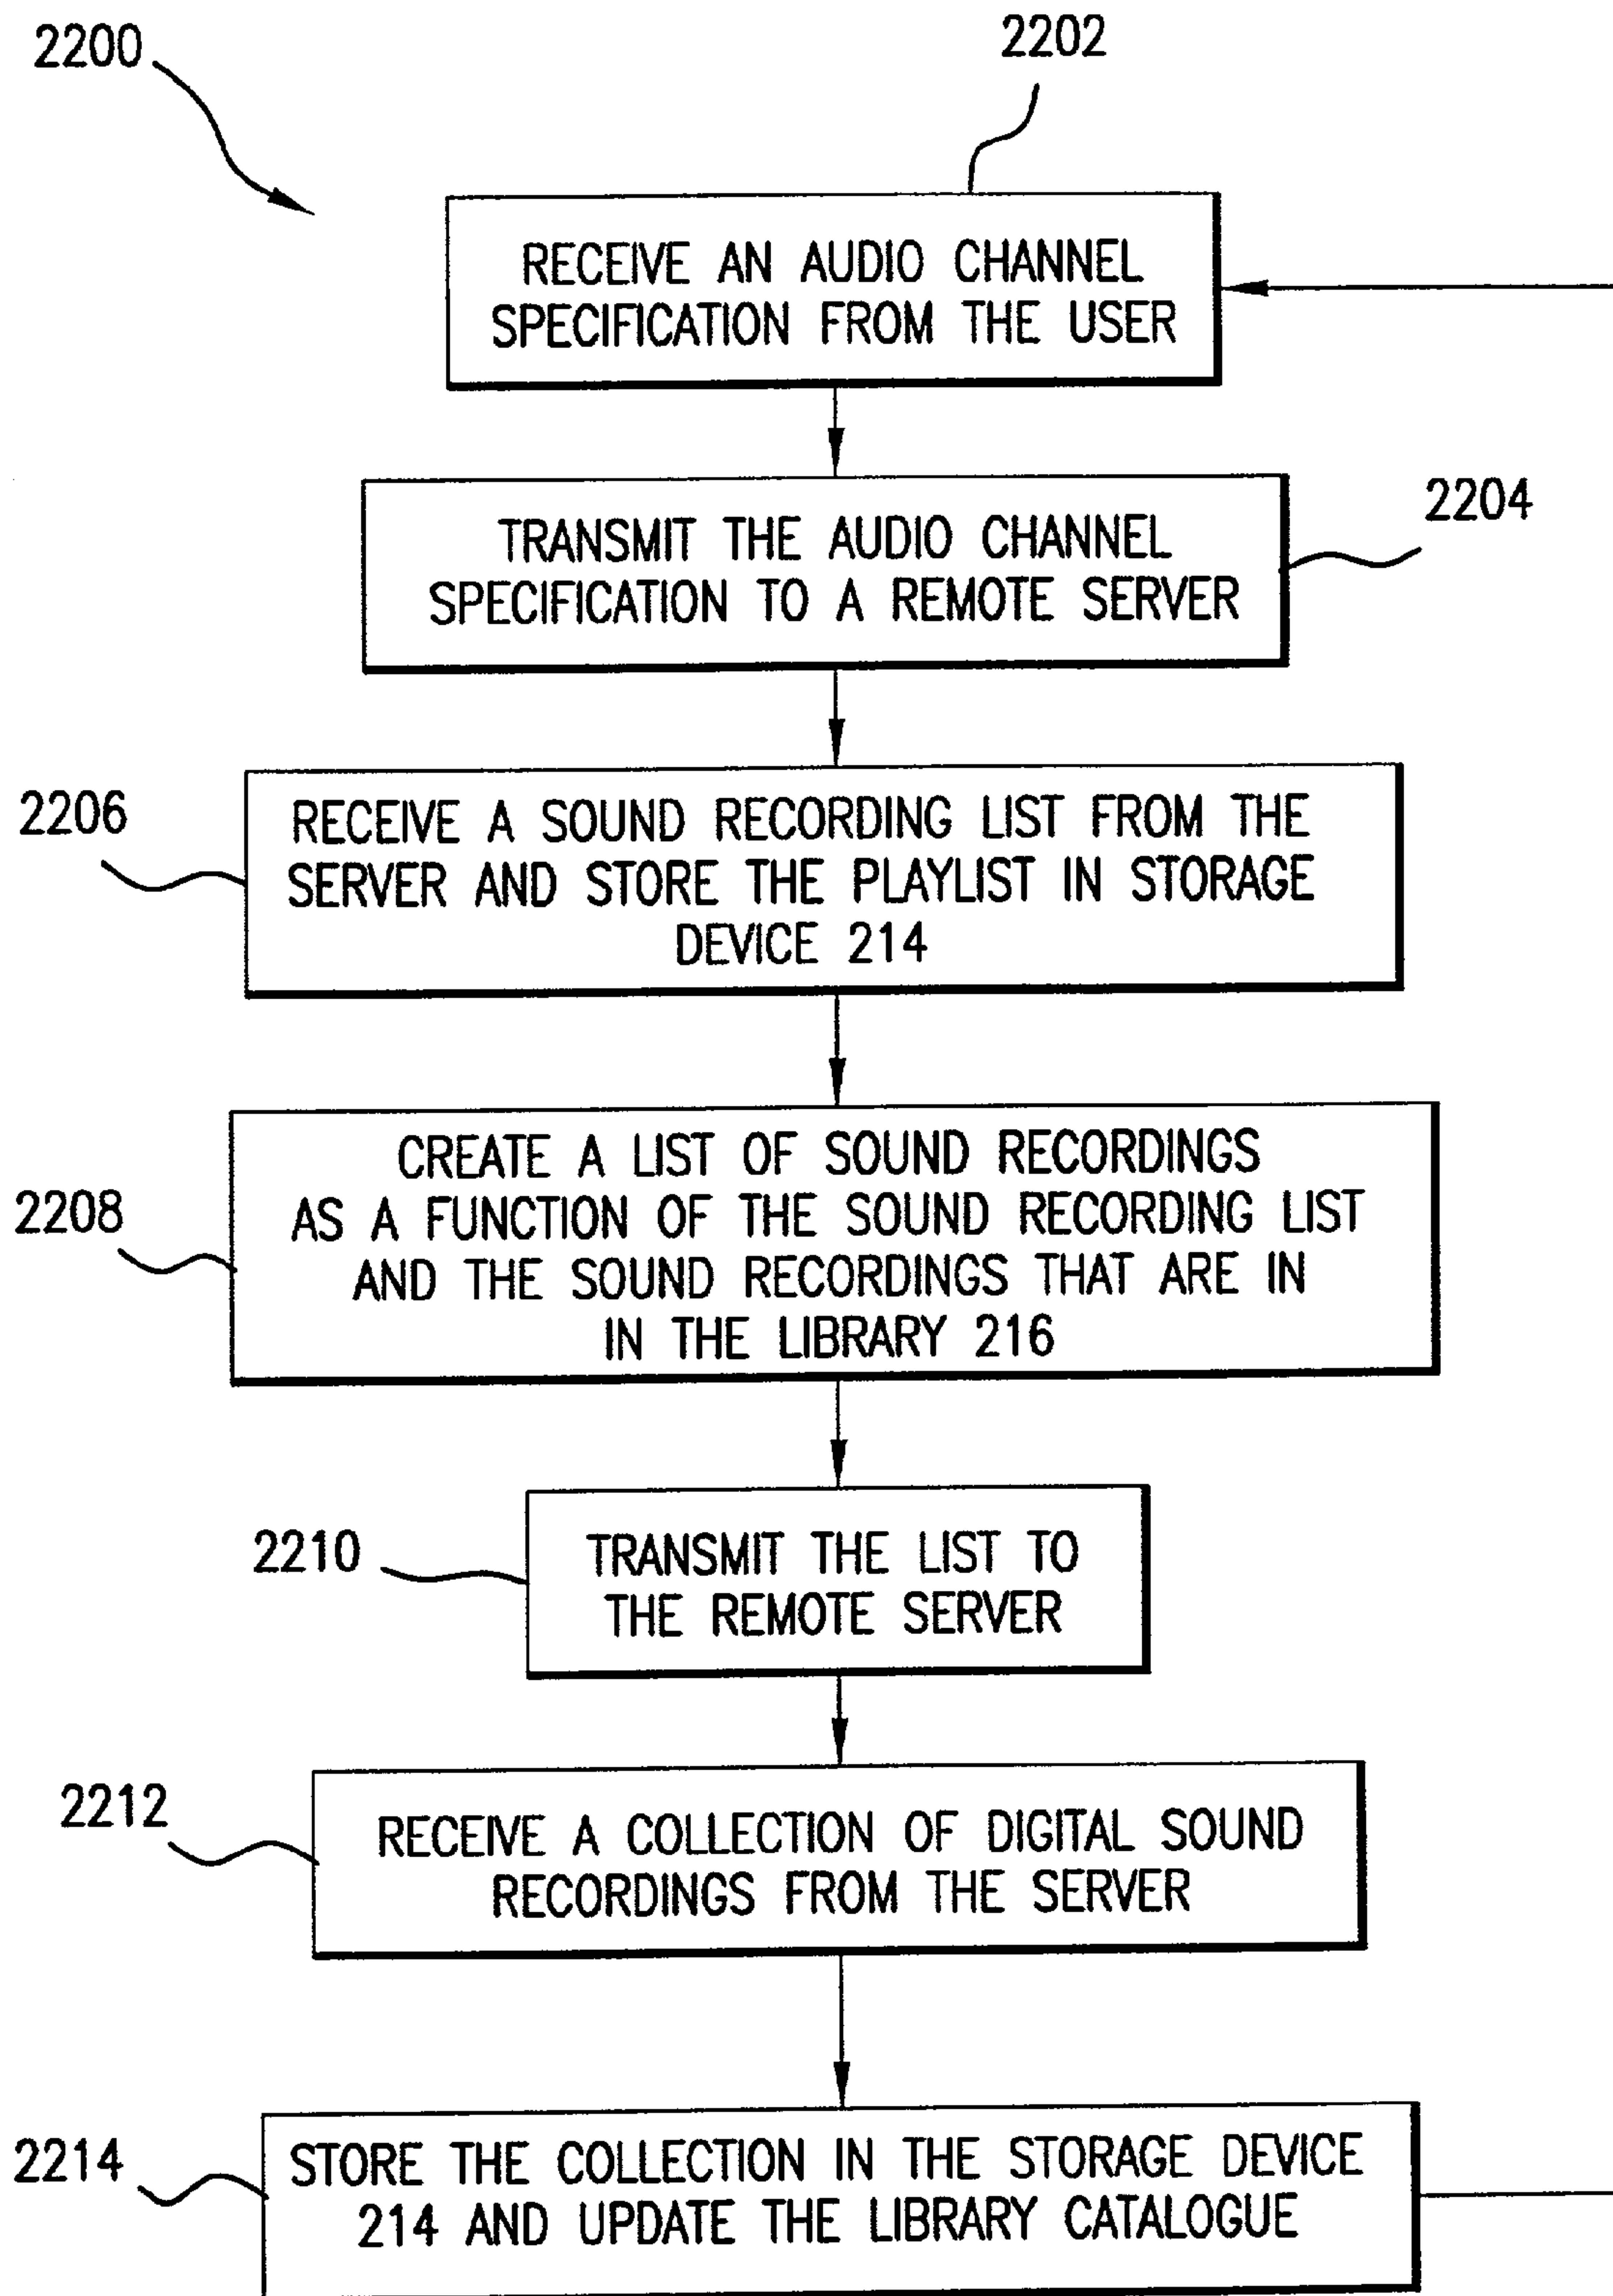 2200
2202
RECEIVE AN AUDIO CHANNEL
SPECIFICATION FROM THE USER
TRANSMIT THE AUDIO CHANNEL
SPECIFICATION TO A REMOTE SERVER
2204
2206
RECEIVE A SOUND RECORDING LIST FROM THE
SERVER AND STORE THE PLAYLIST IN STORAGE
DEVICE 214
2208
CREATE A LIST OF SOUND RECORDINGS
AS A FUNCTION OF THE SOUND RECORDING LIST
AND THE SOUND RECORDINGS THAT ARE IN
IN THE LIBRARY 216
2210
TRANSMIT THE LIST TO
THE REMOTE SERVER
2212
RECEIVE A COLLECTION OF DIGITAL SOUND
RECORDINGS FROM THE SERVER
2214
STORE THE COLLECTION IN THE STORAGE DEVICE
214 AND UPDATE THE LIBRARY CATALOGUE